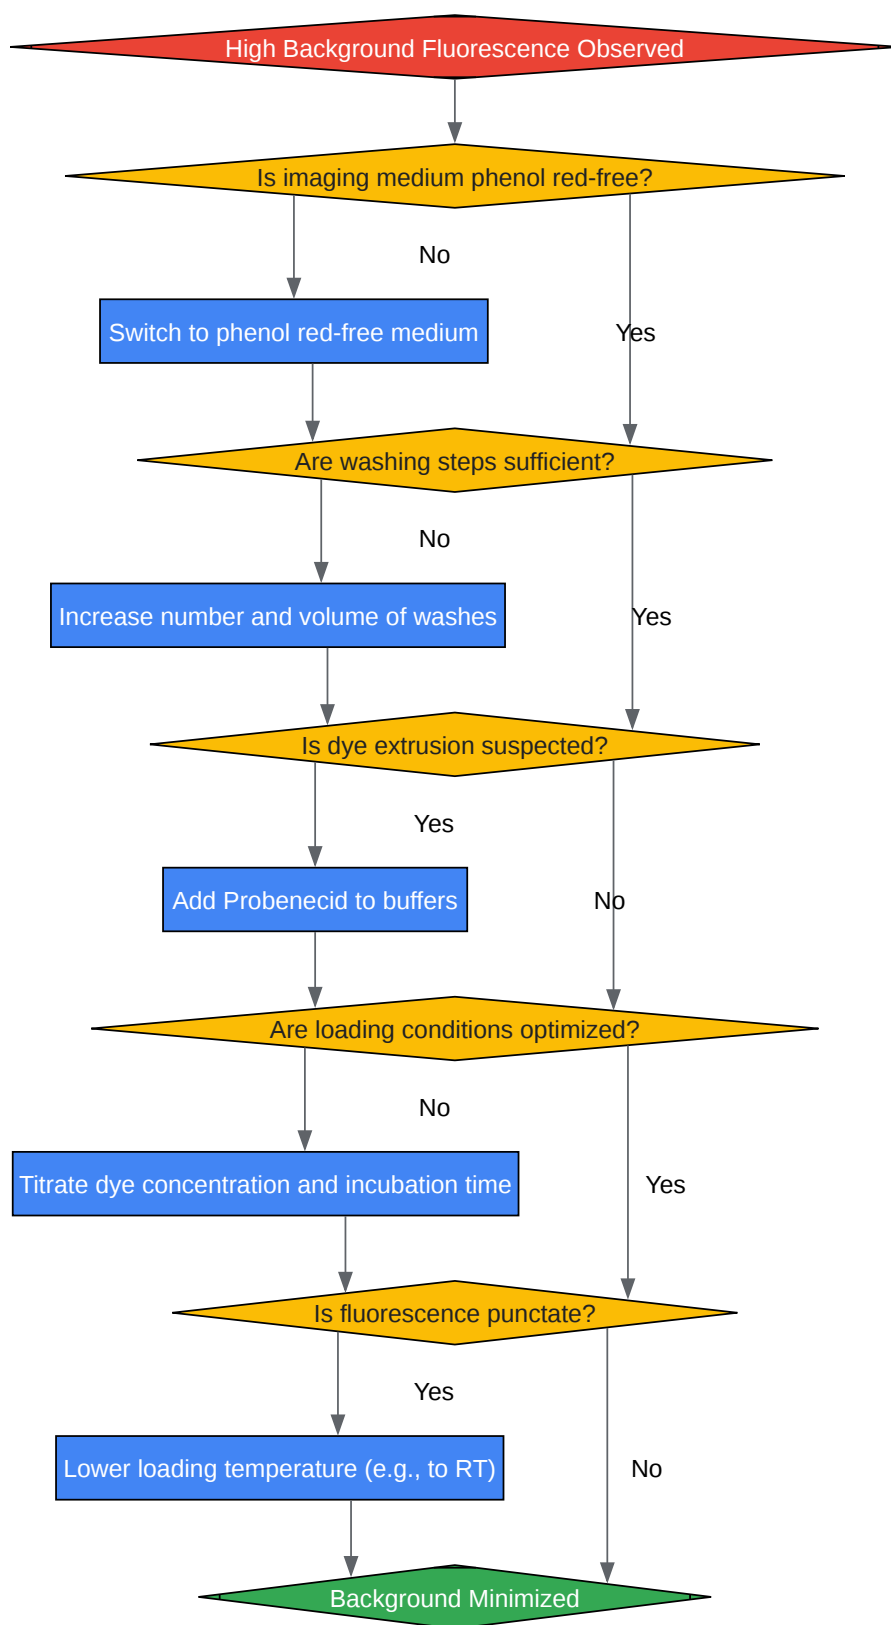 High Background Fluorescence Observed
Is imaging medium phenol red-free?
No
Switch to phenol red-free medium
Yes
Are washing steps sufficient?
No
Increase number and volume of washes
Yes
Is dye extrusion suspected?
Yes
Add Probenecid to buffers
No
Are loading conditions optimized?
No
Titrate dye concentration and incubation time
Yes
Is fluorescence punctate?
Yes
Lower loading temperature (e.g., to RT)
No
Background Minimized